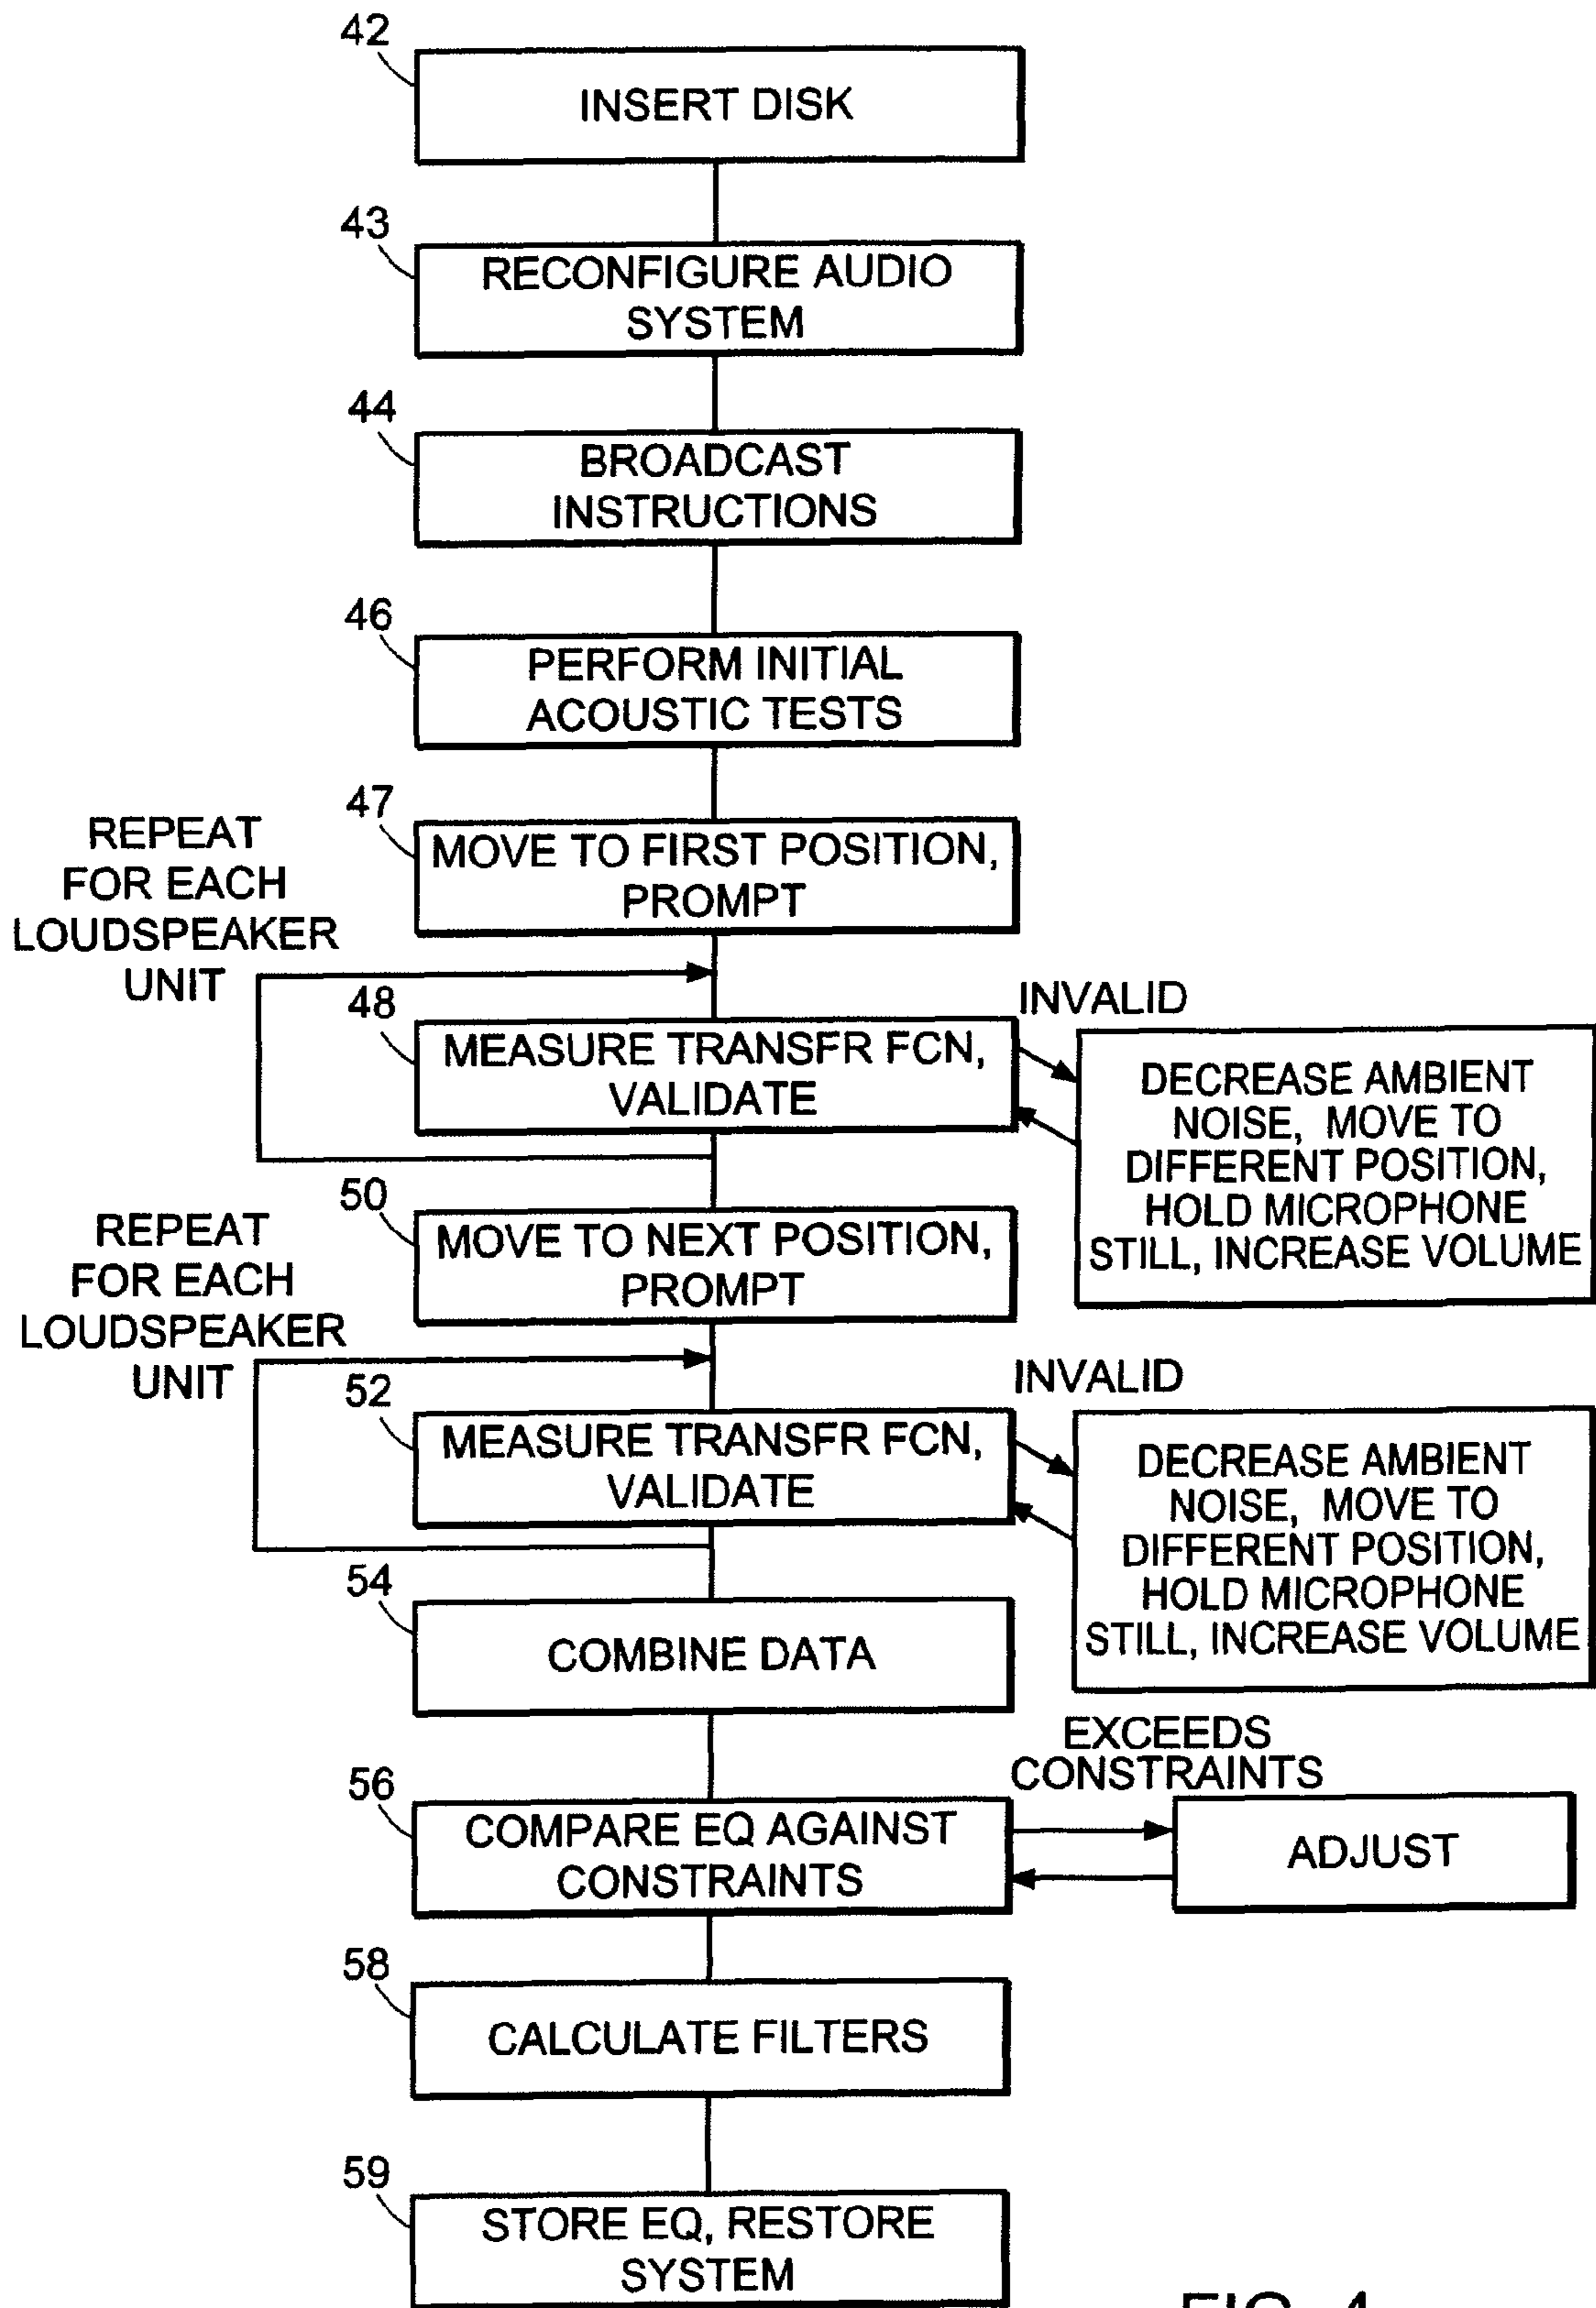 42
INSERT DISK
43
RECONFIGURE AUDIO
SYSTEM
44
BROADCAST
INSTRUCTIONS
46
PERFORM INITIAL
ACOUSTIC TESTS
47
MOVE TO FIRST POSITION,
PROMPT
REPEAT
FOR EACH
LOUDSPEAKER
UNIT
48
MEASURE TRANSFR FCN,
VALIDATE
INVALID
DECREASE AMBIENT
NOISE, MOVE TO
DIFFERENT POSITION,
HOLD MICROPHONE
STILL, INCREASE VOLUME
50
MOVE TO NEXT POSITION,
PROMPT
REPEAT
FOR EACH
LOUDSPEAKER
UNIT
52
MEASURE TRANSFR FCN,
VALIDATE
INVALID
DECREASE AMBIENT
NOISE, MOVE TO
DIFFERENT POSITION,
HOLD MICROPHONE
STILL, INCREASE VOLUME
54
COMBINE DATA
56
COMPARE EQ AGAINST
CONSTRAINTS
EXCEEDS
CONSTRAINTS
ADJUST
58
CALCULATE FILTERS
59
STORE EQ, RESTORE
SYSTEM